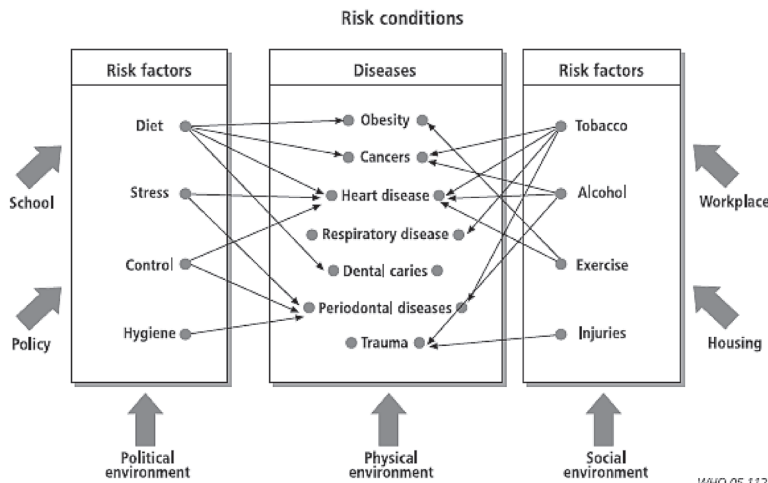 Risk conditions
Risk factors
Diseases
Risk factors
Diet
Stress
Control
Hygiene
Obesity
Cancers
Heart disease
Respiratory disease
Dental caries
Periodontal diseases
Trauma
Tobacco
Alcohol
Exercise
Injuries
School
Policy
Workplace
Housing
Political
environment
Physical
environment
Social
environment